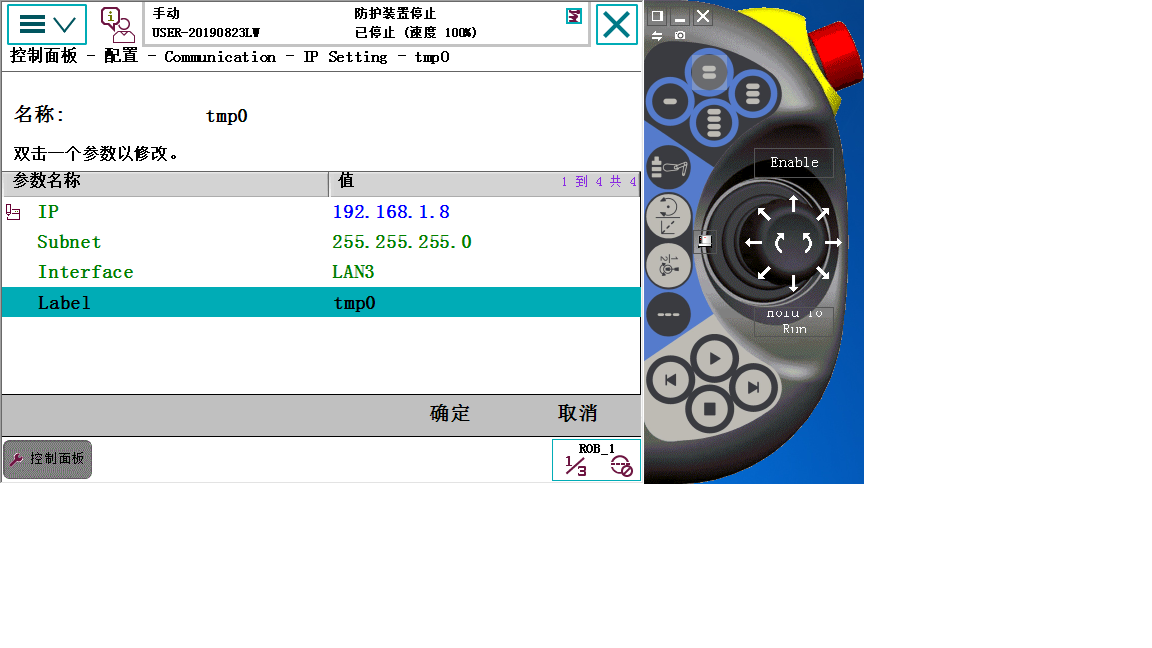 手动
防护装置停止
USER-20190823LW
已停止 (速度 100%)
控制面板 - 配置 - Communication - IP Setting - tmp0
名称:
tmp0
双击一个参数以修改。
参数名称
值
1 到 4 共 4
IP
192.168.1.8
Subnet
255.255.255.0
Interface
LAN3
Label
tmp0
确定
取消
控制面板
ROB_1
1/3
Enable
Hold To
Run